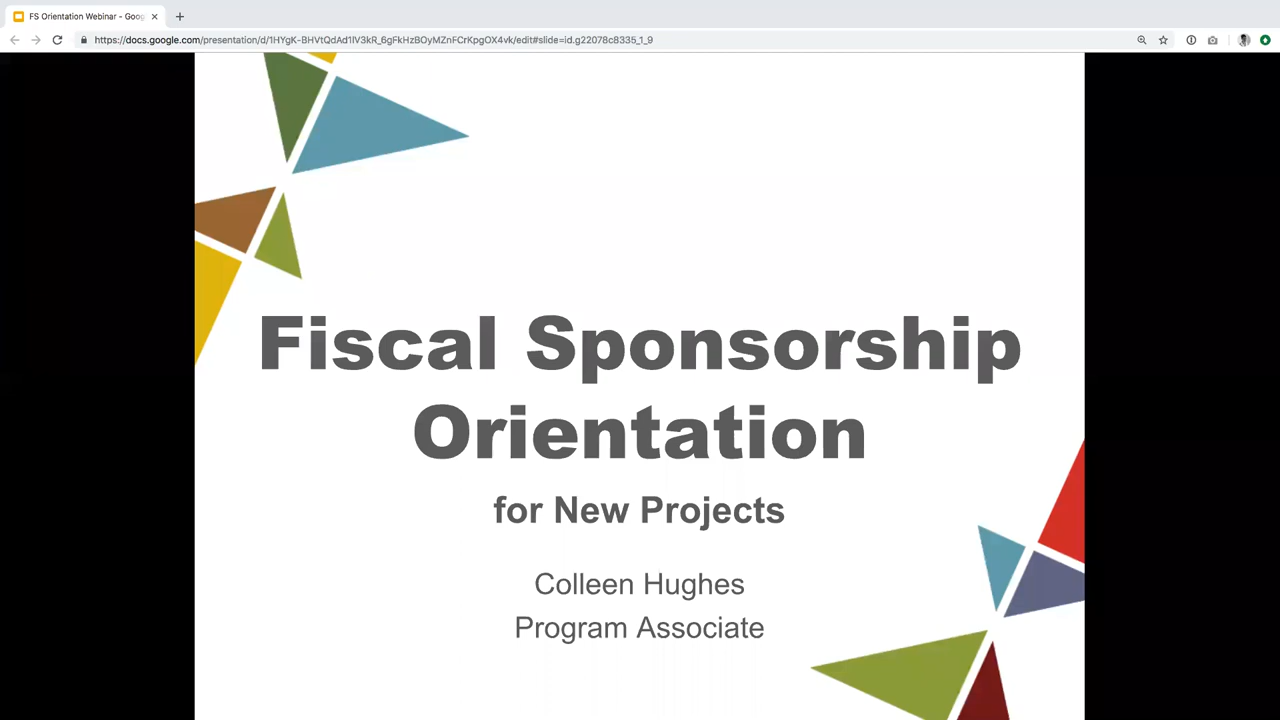 FS Orientation Webinar - Goog
https://docs.google.com/presentation/d/1HYgK-BHVtQdAd1lV3kR_6gFkHzBOyMZnFCrKpgOX4vk/edit#slide=id.g22078c8335_1_9
Fiscal Sponsorship
Orientation
for New Projects
Colleen Hughes
Program Associate